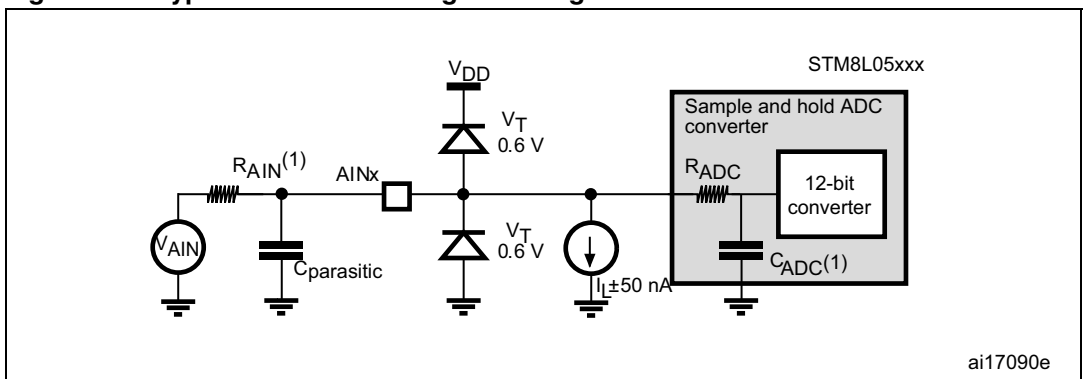 STM8L05xxx
VDD
Sample and hold ADC
converter
VT
0.6 V
RAIN(1)
AINx
RADC
12-bit
converter
VAIN
Cparasitic
VT
0.6 V
IL±50 nA
CADC(1)
ai17090e